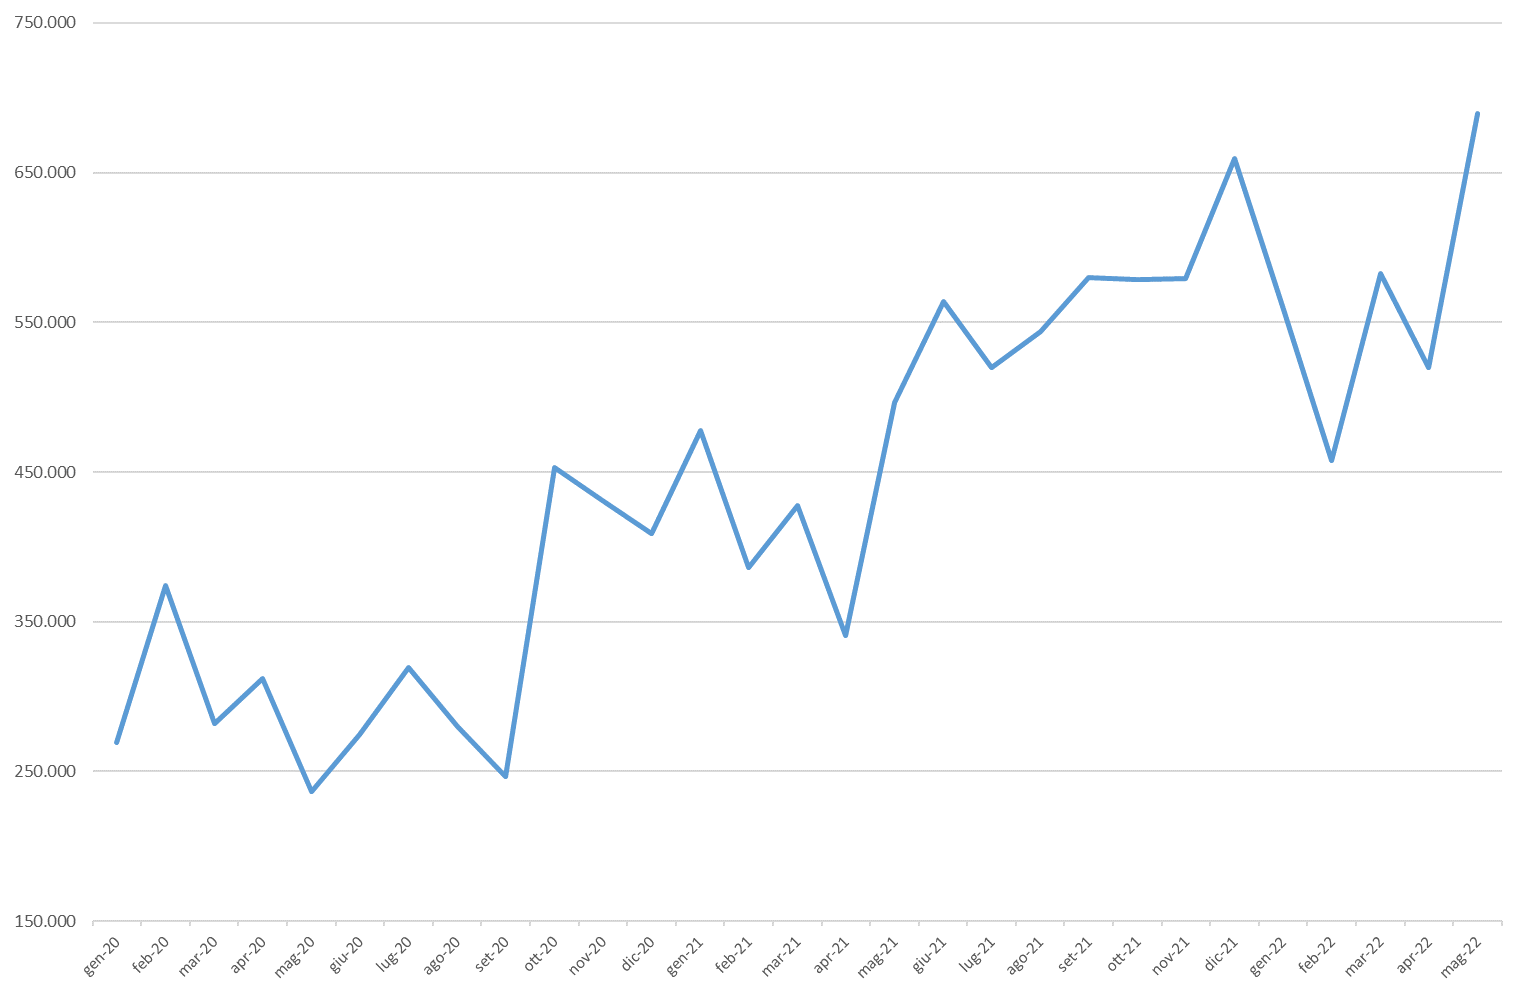 750.000
650.000
550.000
450.000
350.000
250.000
150.000
gen-20
feb-20
mar-20
apr-20
mag-20
giu-20
lug-20
ago-20
set-20
ott-20
nov-20
dic-20
gen-21
feb-21
mar-21
apr-21
mag-21
giu-21
lug-21
ago-21
set-21
ott-21
nov-21
dic-21
gen-22
feb-22
mar-22
apr-22
mag-22